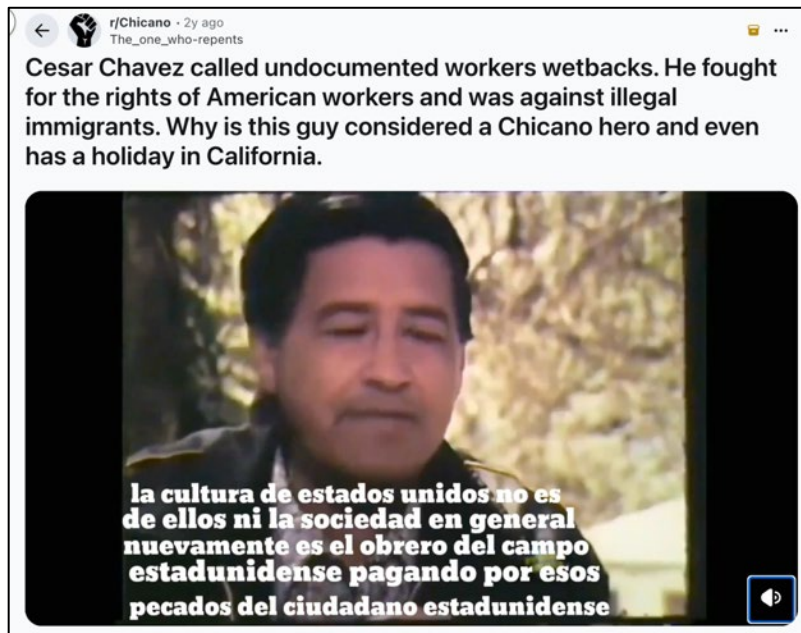 r/Chicano · 2y ago
The_one_who-repents
Cesar Chavez called undocumented workers wetbacks. He fought
for the rights of American workers and was against illegal
immigrants. Why is this guy considered a Chicano hero and even
has a holiday in California.
la cultura de estados unidos no es
de ellos ni la sociedad en general
nuevamente es el obrero del campo
estadunidense pagando por esos
pecados del ciudadano estadunidense